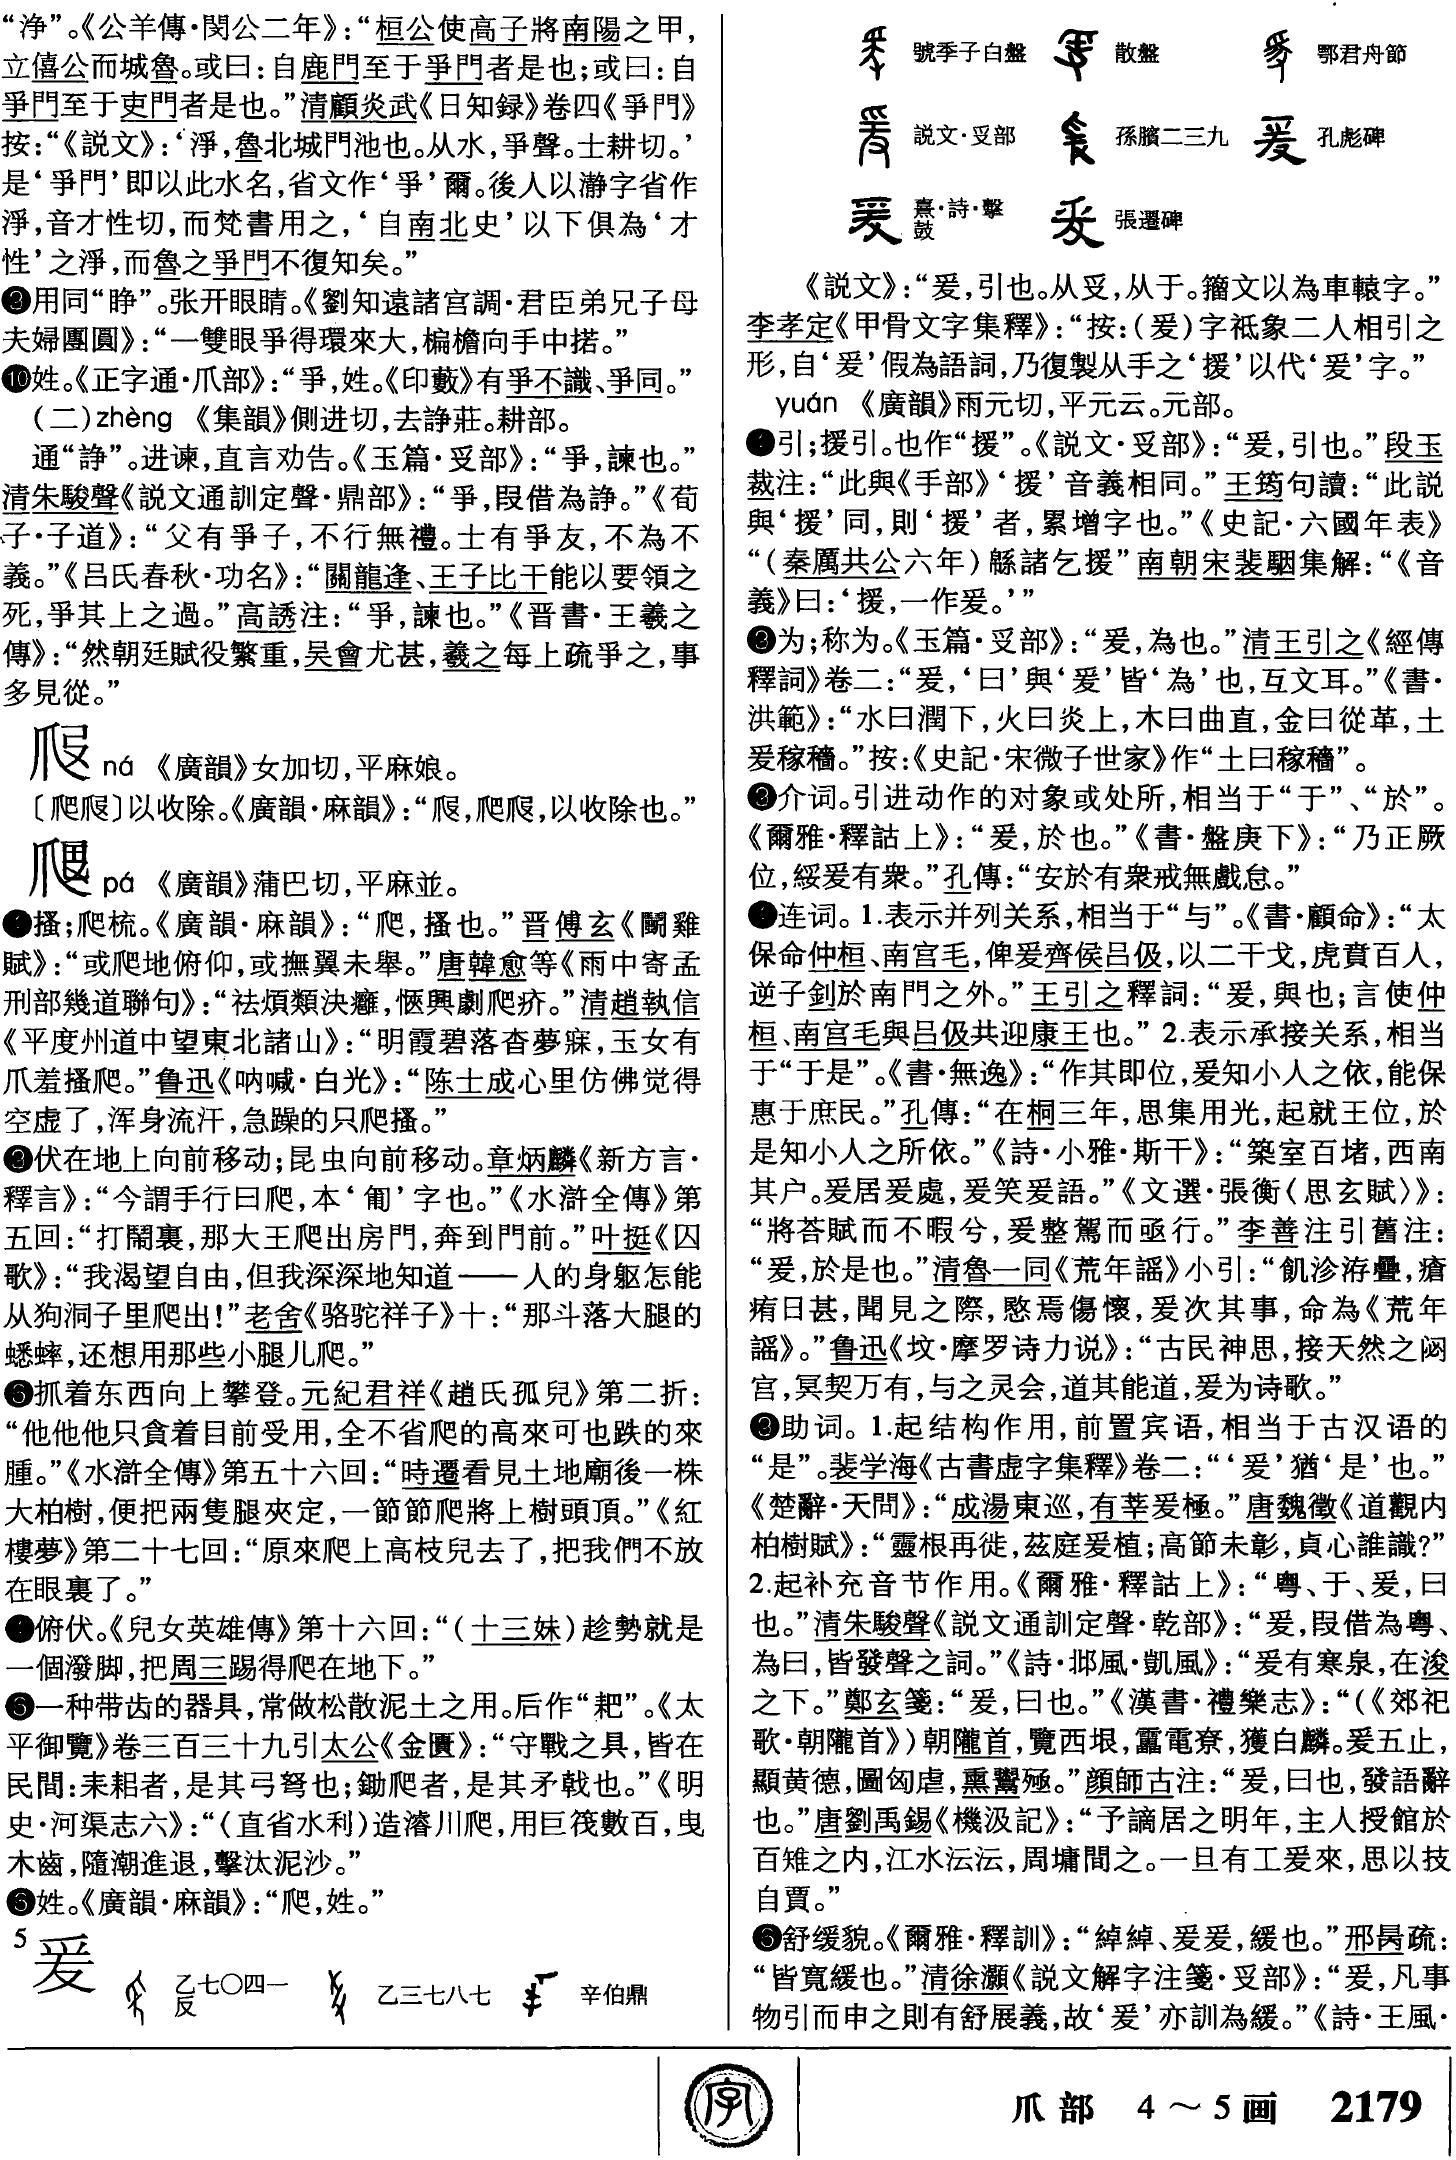 “净”。《公羊傳·閔公二年》：“桓公使高子將南陽之甲，
立僖公而城魯。或曰：自鹿門至于爭門者是也；或曰：自
爭門至于吏門者是也。”清顧炎武《日知録》卷四《爭門》
按：“《説文》：‘淨，魯北城門池也。从水，爭聲。士耕切。’
是‘爭門’即以此水名，省文作‘爭’爾。後人以瀞字省作
淨，音才性切，而梵書用之，‘自南北史’以下俱為‘才
性’之淨，而魯之爭門不復知矣。”
用同“睁”。张开眼睛。《劉知遠諸宫調·君臣弟兄子母
夫婦團圓》：“一雙眼爭得環來大，楄檐向手中掿。”
❿姓。《正字通·爪部》：“爭，姓。《印藪》有爭不識、爭同。”
（二）zhèng 《集韻》側迸切，去諍莊。耕部。
通“諍”。进谏，直言劝告。《玉篇·𠬪部》：“爭，諫也。”
清朱駿聲《説文通訓定聲·鼎部》：“爭，叚借為諍。”《荀
子·子道》：“父有爭子，不行無禮。士有爭友，不為不
義。”《吕氏春秋·功名》：“關龍逢、王子比干能以要領之
死，爭其上之過。”高誘注：“爭，諫也。”《晋書·王羲之
傳》：“然朝廷賦役繁重，吴會尤甚，羲之每上疏爭之，事
多見從。”
ná 《廣韻》女加切，平麻娘。
以收除。《廣韻·麻韻》：“以收除也。”
爬 pá 《廣韻》蒲巴切，平麻並。
❶搔；爬梳。《廣韻·麻韻》：“爬，搔也。”晋傅玄《鬭雞
賦》：“或爬地俯仰，或撫翼未舉。”唐韓愈等《雨中寄孟
刑部幾道聯句》：“祛煩類決癰，愜興劇爬疥。”清趙執信
《平度州道中望東北諸山》：“明霞碧落杳夢寐，玉女有
爪羞搔爬。”鲁迅《呐喊·白光》：“陈士成心里仿佛觉得
空虚了，浑身流汗，急躁的只爬搔。”
❷伏在地上向前移动；昆虫向前移动。章炳麟《新方言·
釋言》：“今謂手行曰爬，本‘匍’字也。”《水滸全傳》第
五回：“打鬧裏，那大王爬出房門，奔到門前。”叶挺《囚
歌》：“我渴望自由，但我深深地知道——人的身躯怎能
从狗洞子里爬出！”老舍《骆驼祥子》十：“那斗落大腿的
蟋蟀，还想用那些小腿儿爬。”
❸抓着东西向上攀登。元紀君祥《趙氏孤兒》第二折：
“他他他只貪着目前受用，全不省爬的高來可也跌的來
腫。”《水滸全傳》第五十六回：“時遷看見土地廟後一株
大柏樹，便把兩隻腿夾定，一節節爬將上樹頭頂。”《紅
樓夢》第二十七回：“原來爬上高枝兒去了，把我們不放
在眼裏了。”
❹俯伏。《兒女英雄傳》第十六回：“（十三妹）趁勢就是
一個潑脚，把周三踢得爬在地下。”
❺一种带齿的器具，常做松散泥土之用。后作“耙”。《太
平御覽》卷三百三十九引太公《金匱》：“守戰之具，皆在
民間：耒耜者，是其弓弩也；鋤爬者，是其矛戟也。”《明
史·河渠志六》：“（直省水利）造濬川爬，用巨筏數百，曳
木齒，隨潮進退，擊汰泥沙。”
❻姓。《廣韻·麻韻》：“爬，姓。”
5 爰 乙七〇四一反 乙三七八七 辛伯鼎
號季子白盤 散盤 鄂君舟節
説文·𠬪部 孫臏二三九 孔彪碑
熹·詩·擊鼓 張遷碑
《説文》：“爰，引也。从𠬪，从于。籀文以為車轅字。”
李孝定《甲骨文字集釋》：“按：（爰）字祇象二人相引之
形，自‘爰’假為語詞，乃復製从手之‘援’以代‘爰’字。”
yuán 《廣韻》雨元切，平元云。元部。
❶引；援引。也作“援”。《説文·𠬪部》：“爰，引也。”段玉
裁注：“此與《手部》‘援’音義相同。”王筠句讀：“此説
與‘援’同，則‘援’者，累增字也。”《史記·六國年表》
“（秦厲共公六年）緜諸乞援”南朝宋裴駰集解：“《音
義》曰：‘援，一作爰。’”
❷为；称为。《玉篇·𠬪部》：“爰，為也。”清王引之《經傳
釋詞》卷二：“爰，‘曰’與‘爰’皆‘為’也，互文耳。”《書·
洪範》：“水曰潤下，火曰炎上，木曰曲直，金曰從革，土
爰稼穡。”按：《史記·宋微子世家》作“土曰稼穡”。
❸介词。引进动作的对象或处所，相当于“于”、“於”。
《爾雅·釋詁上》：“爰，於也。”《書·盤庚下》：“乃正厥
位，綏爰有衆。”孔傳：“安於有衆戒無戲怠。”
❹连词。1.表示并列关系，相当于“与”。《書·顧命》：“太
保命仲桓、南宫毛，俾爰齊侯吕伋，以二干戈，虎賁百人，
逆子釗於南門之外。”王引之釋詞：“爰，與也；言使仲
桓、南宫毛與吕伋共迎康王也。”2.表示承接关系，相当
于“于是”。《書·無逸》：“作其即位，爰知小人之依，能保
惠于庶民。”孔傳：“在桐三年，思集用光，起就王位，於
是知小人之所依。”《詩·小雅·斯干》：“築室百堵，西南
其户。爰居爰處，爰笑爰語。”《文選·張衡〈思玄賦〉》：
“將荅賦而不暇兮，爰整駕而亟行。”李善注引舊注：
“爰，於是也。”清魯一同《荒年謡》小引：“飢沴洊疊，瘡
痏日甚，聞見之際，愍焉傷懷，爰次其事，命為《荒年
謡》。”鲁迅《坟·摩罗诗力说》：“古民神思，接天然之閟
宫，冥契万有，与之灵会，道其能道，爰为诗歌。”
❺助词。1.起结构作用，前置宾语，相当于古汉语的
“是”。裴学海《古書虚字集釋》卷二：“‘爰’猶‘是’也。”
《楚辭·天問》：“成湯東巡，有莘爰極。”唐魏徵《道觀内
柏樹賦》：“靈根再徙，茲庭爰植；高節未彰，貞心誰識？”
2.起补充音节作用。《爾雅·釋詁上》：“粤、于、爰，曰
也。”清朱駿聲《説文通訓定聲·乾部》：“爰，叚借為粤、
為曰，皆發聲之詞。”《詩·邶風·凱風》：“爰有寒泉，在浚
之下。”鄭玄箋：“爰，曰也。”《漢書·禮樂志》：“（《郊祀
歌·朝隴首》）朝隴首，覽西垠，靁電尞，獲白麟。爰五止，
顯黄德，圖匈虐，熏鬻殛。”顔師古注：“爰，曰也，發語辭
也。”唐劉禹錫《機汲記》：“予謫居之明年，主人授館於
百雉之内，江水沄沄，周墉間之。一旦有工爰來，思以技
自賈。”
❻舒缓貌。《爾雅·釋訓》：“綽綽、爰爰，緩也。”邢昺疏：
“皆寬緩也。”清徐灝《説文解字注箋·𠬪部》：“爰，凡事
物引而申之則有舒展義，故‘爰’亦訓為緩。”《詩·王風·
字
爪部 4～5画 2179